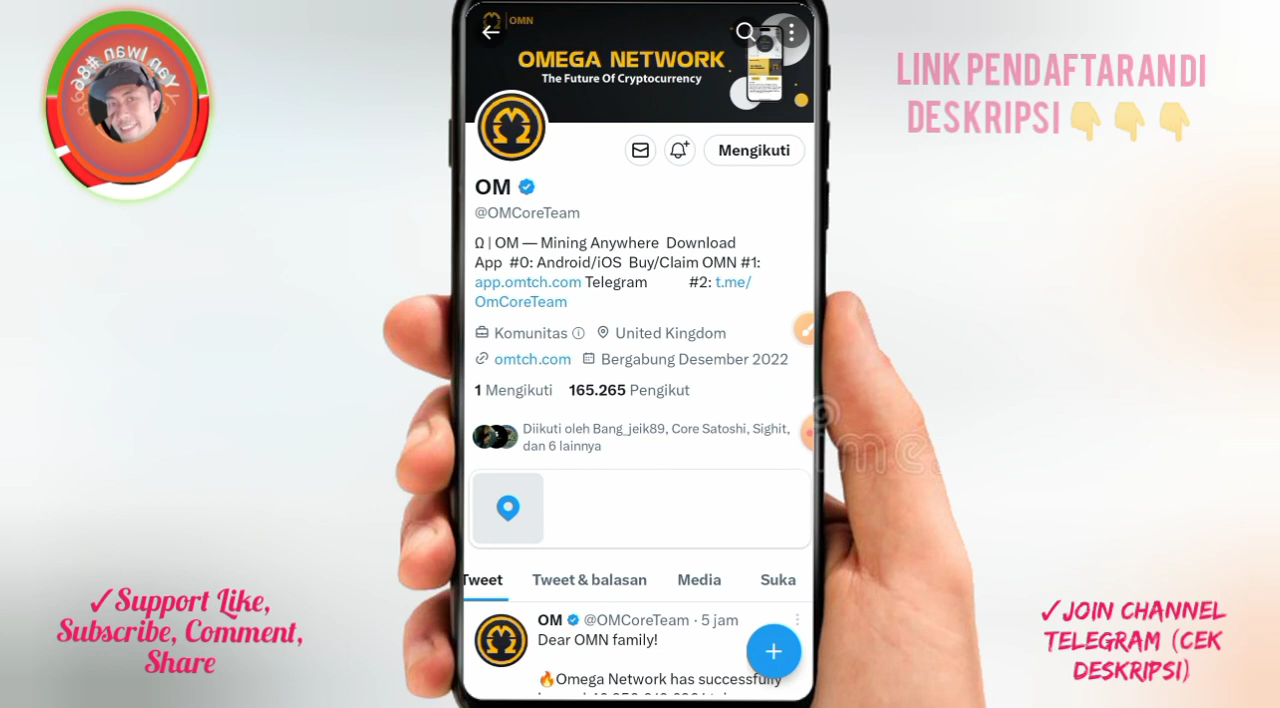 OMN
OMEGA NETWORK
The Future Of Cryptocurrency
Mengikuti
OM
@OMCoreTeam
Ω | OM — Mining Anywhere Download
App #0: Android/iOS Buy/Claim OMN #1:
app.omtch.com Telegram #2: t.me/
OmCoreTeam
Komunitas United Kingdom
omtch.com Bergabung Desember 2022
1 Mengikuti 165.265 Pengikut
Diikuti oleh Bang_jeik89, Core Satoshi, Sighit,
dan 6 lainnya
Tweet Tweet & balasan Media Suka
OM @OMCoreTeam · 5 jam
Dear OMN family!
🔥Omega Network has successfully
Yan Iwan #86
LINK PENDAFTARAN DI
DESKRIPSI 👇 👇 👇
✓Support Like,
Subscribe, Comment,
Share
✓JOIN CHANNEL
TELEGRAM (CEK
DESKRIPSI)